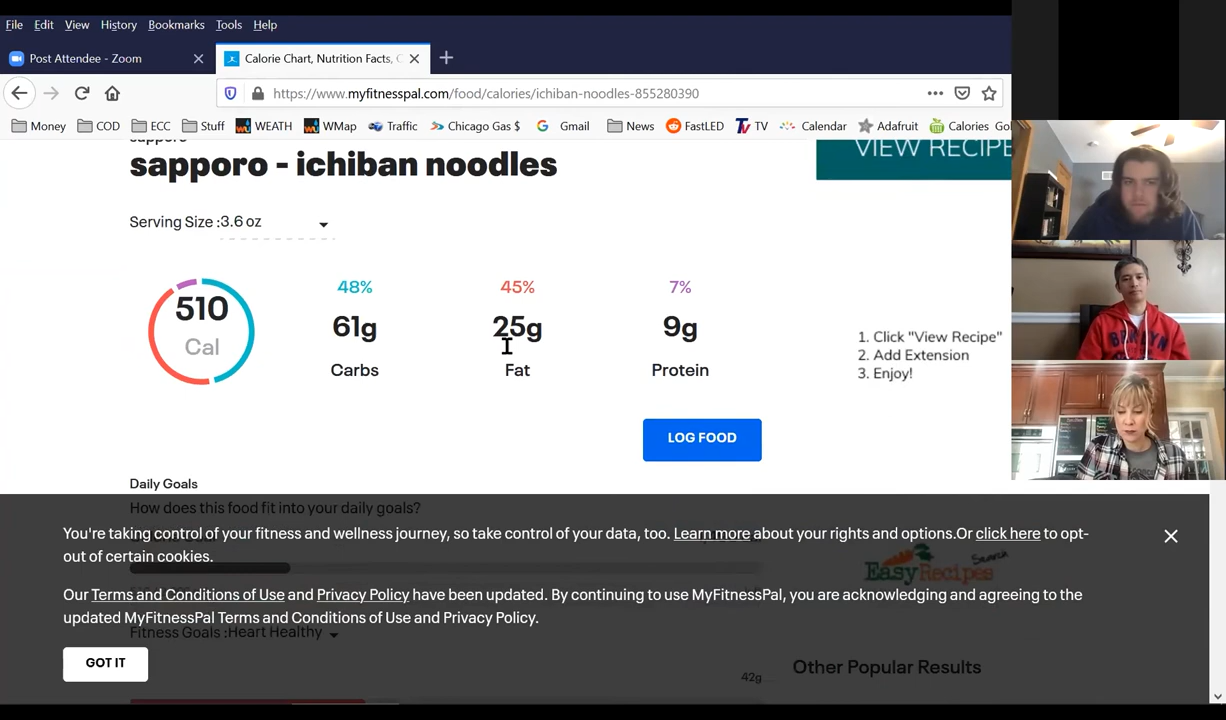 File Edit View History Bookmarks Tools Help
Post Attendee - Zoom
Calorie Chart, Nutrition Facts, C
https://www.myfitnesspal.com/food/calories/ichiban-noodles-855280390
Money COD ECC Stuff WEATH WMap Traffic Chicago Gas $ Gmail News FastLED TV Calendar Adafruit Calories Gol
sapporo
sapporo - ichiban noodles
VIEW RECIPE
Serving Size : 3.6 oz
510
Cal
48%
61g
Carbs
45%
25g
Fat
7%
9g
Protein
1. Click "View Recipe"
2. Add Extension
3. Enjoy!
LOG FOOD
Daily Goals
How does this food fit into your daily goals?
You're taking control of your fitness and wellness journey, so take control of your data, too. Learn more about your rights and options.Or click here to opt-
out of certain cookies.
EasyRecipes Search
Our Terms and Conditions of Use and Privacy Policy have been updated. By continuing to use MyFitnessPal, you are acknowledging and agreeing to the
updated MyFitnessPal Terms and Conditions of Use and Privacy Policy.
Fitness Goals : Heart Healthy
GOT IT
Other Popular Results
42g